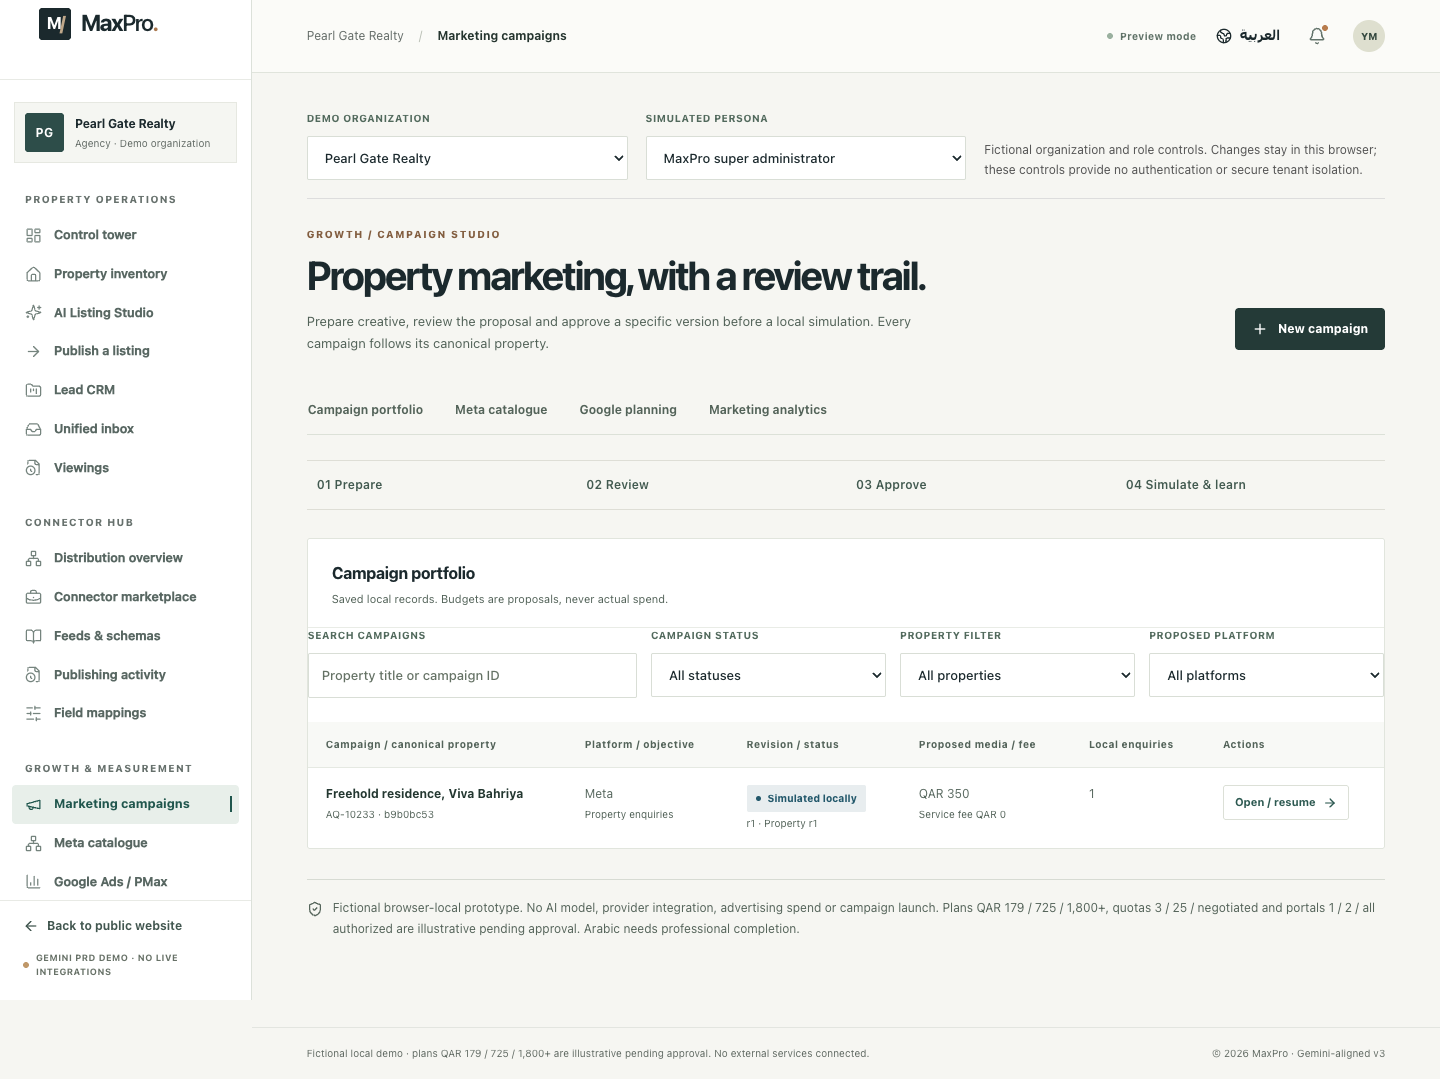 M/ MaxPro.
Pearl Gate Realty / Marketing campaigns
Preview mode
العربية
YM
PG
Pearl Gate Realty
Agency · Demo organization
PROPERTY OPERATIONS
Control tower
Property inventory
AI Listing Studio
Publish a listing
Lead CRM
Unified inbox
Viewings
CONNECTOR HUB
Distribution overview
Connector marketplace
Feeds & schemas
Publishing activity
Field mappings
GROWTH & MEASUREMENT
Marketing campaigns
Meta catalogue
Google Ads / PMax
Back to public website
GEMINI PRD DEMO · NO LIVE
INTEGRATIONS
DEMO ORGANIZATION
Pearl Gate Realty
SIMULATED PERSONA
MaxPro super administrator
Fictional organization and role controls. Changes stay in this browser;
these controls provide no authentication or secure tenant isolation.
GROWTH / CAMPAIGN STUDIO
Property marketing, with a review trail.
Prepare creative, review the proposal and approve a specific version before a local simulation. Every
campaign follows its canonical property.
New campaign
Campaign portfolio Meta catalogue Google planning Marketing analytics
01 Prepare 02 Review 03 Approve 04 Simulate & learn
Campaign portfolio
Saved local records. Budgets are proposals, never actual spend.
SEARCH CAMPAIGNS CAMPAIGN STATUS PROPERTY FILTER PROPOSED PLATFORM
Property title or campaign ID All statuses All properties All platforms
Campaign / canonical property Platform / objective Revision / status Proposed media / fee Local enquiries Actions
Freehold residence, Viva Bahriya Meta Simulated locally QAR 350 1 Open / resume
AQ-10233 · b9b0bc53 Property enquiries r1 · Property r1 Service fee QAR 0
Fictional browser-local prototype. No AI model, provider integration, advertising spend or campaign launch. Plans QAR 179 / 725 / 1,800+, quotas 3 / 25 / negotiated and portals 1 / 2 / all
authorized are illustrative pending approval. Arabic needs professional completion.
Fictional local demo · plans QAR 179 / 725 / 1,800+ are illustrative pending approval. No external services connected.
© 2026 MaxPro · Gemini-aligned v3